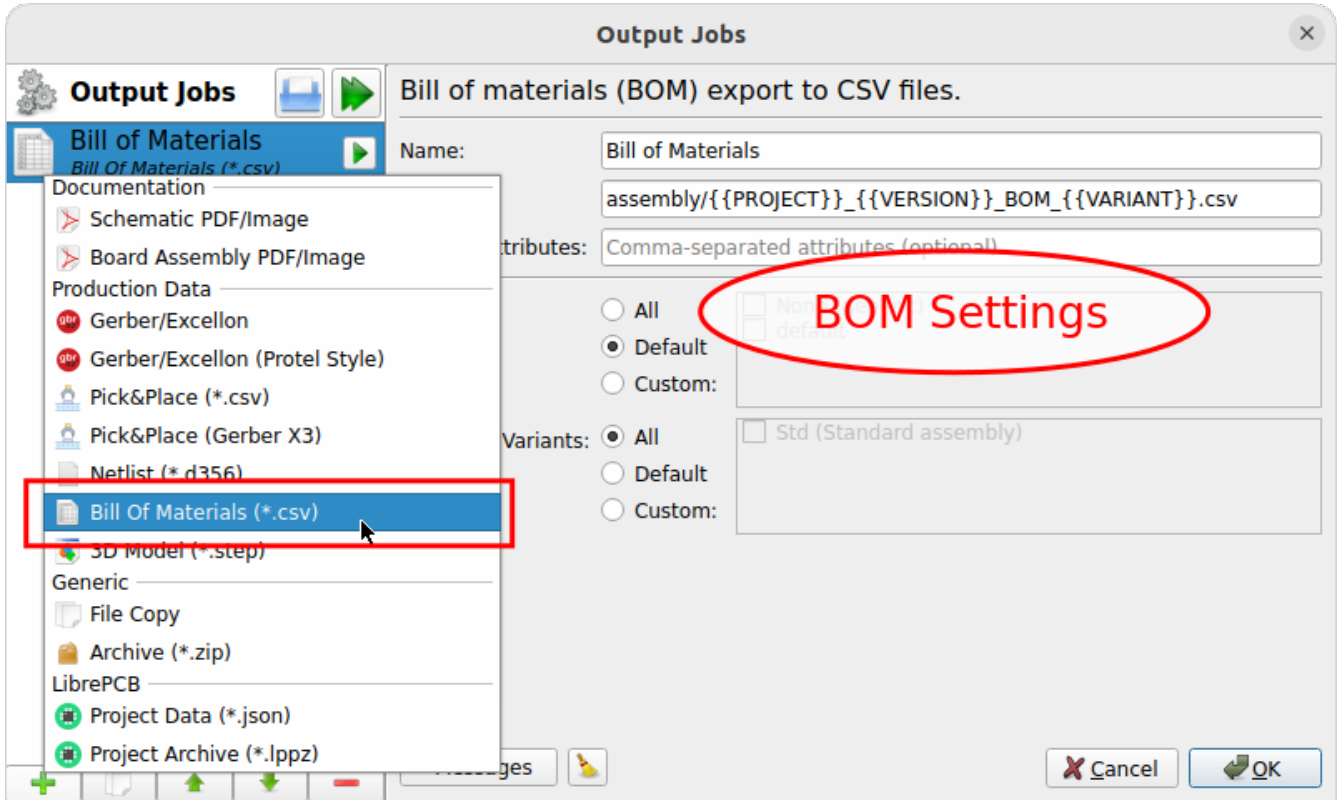 Output Jobs
Output Jobs
Bill of materials (BOM) export to CSV files.
Bill of Materials
Bill Of Materials (*.csv)
Name:
Bill of Materials
assembly/{{PROJECT}}_{{VERSION}}_BOM_{{VARIANT}}.csv
tributes:
Comma-separated attributes (optional)
Documentation
Schematic PDF/Image
Board Assembly PDF/Image
Production Data
gbr Gerber/Excellon
gbr Gerber/Excellon (Protel Style)
Pick&Place (*.csv)
Pick&Place (Gerber X3)
Netlist (*.d356)
Bill Of Materials (*.csv)
3D Model (*.step)
Generic
File Copy
Archive (*.zip)
LibrePCB
Project Data (*.json)
Project Archive (*.lppz)
All
Default
Custom:
default
BOM Settings
Variants:
All
Default
Custom:
Std (Standard assembly)
Cancel
OK